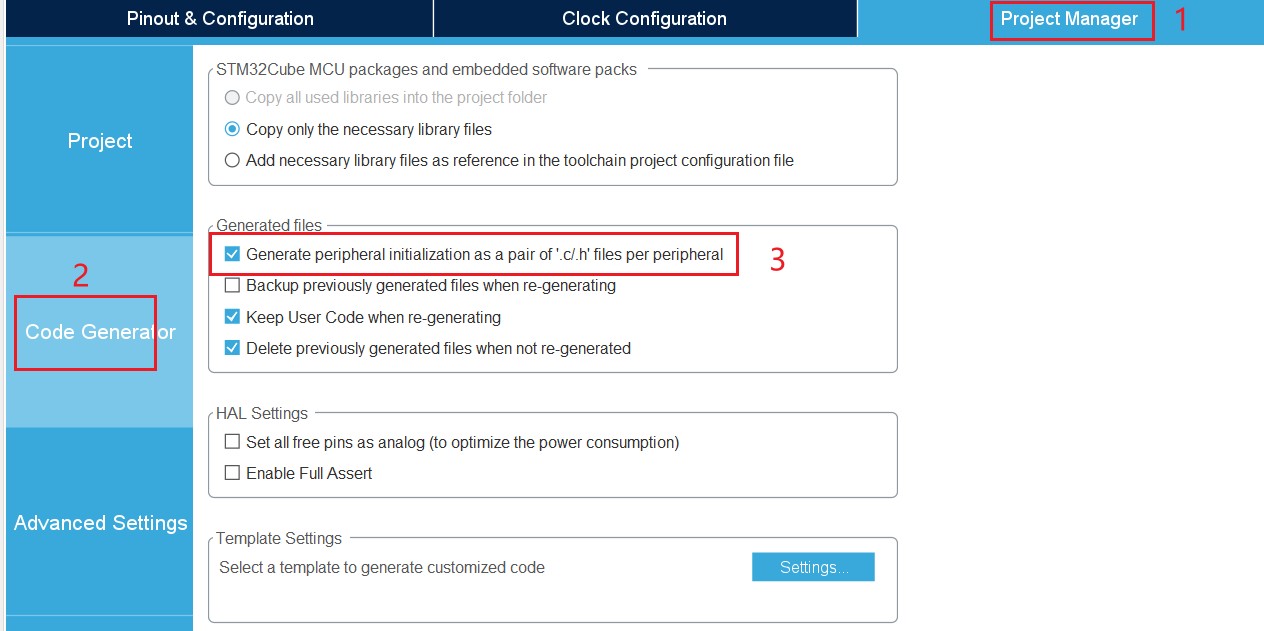 Pinout & Configuration
Clock Configuration
Project Manager
1
STM32Cube MCU packages and embedded software packs
Copy all used libraries into the project folder
Copy only the necessary library files
Add necessary library files as reference in the toolchain project configuration file
Project
Generated files
Generate peripheral initialization as a pair of '.c/.h' files per peripheral
3
Backup previously generated files when re-generating
Keep User Code when re-generating
Delete previously generated files when not re-generated
2
Code Generator
HAL Settings
Set all free pins as analog (to optimize the power consumption)
Enable Full Assert
Advanced Settings
Template Settings
Select a template to generate customized code
Settings...